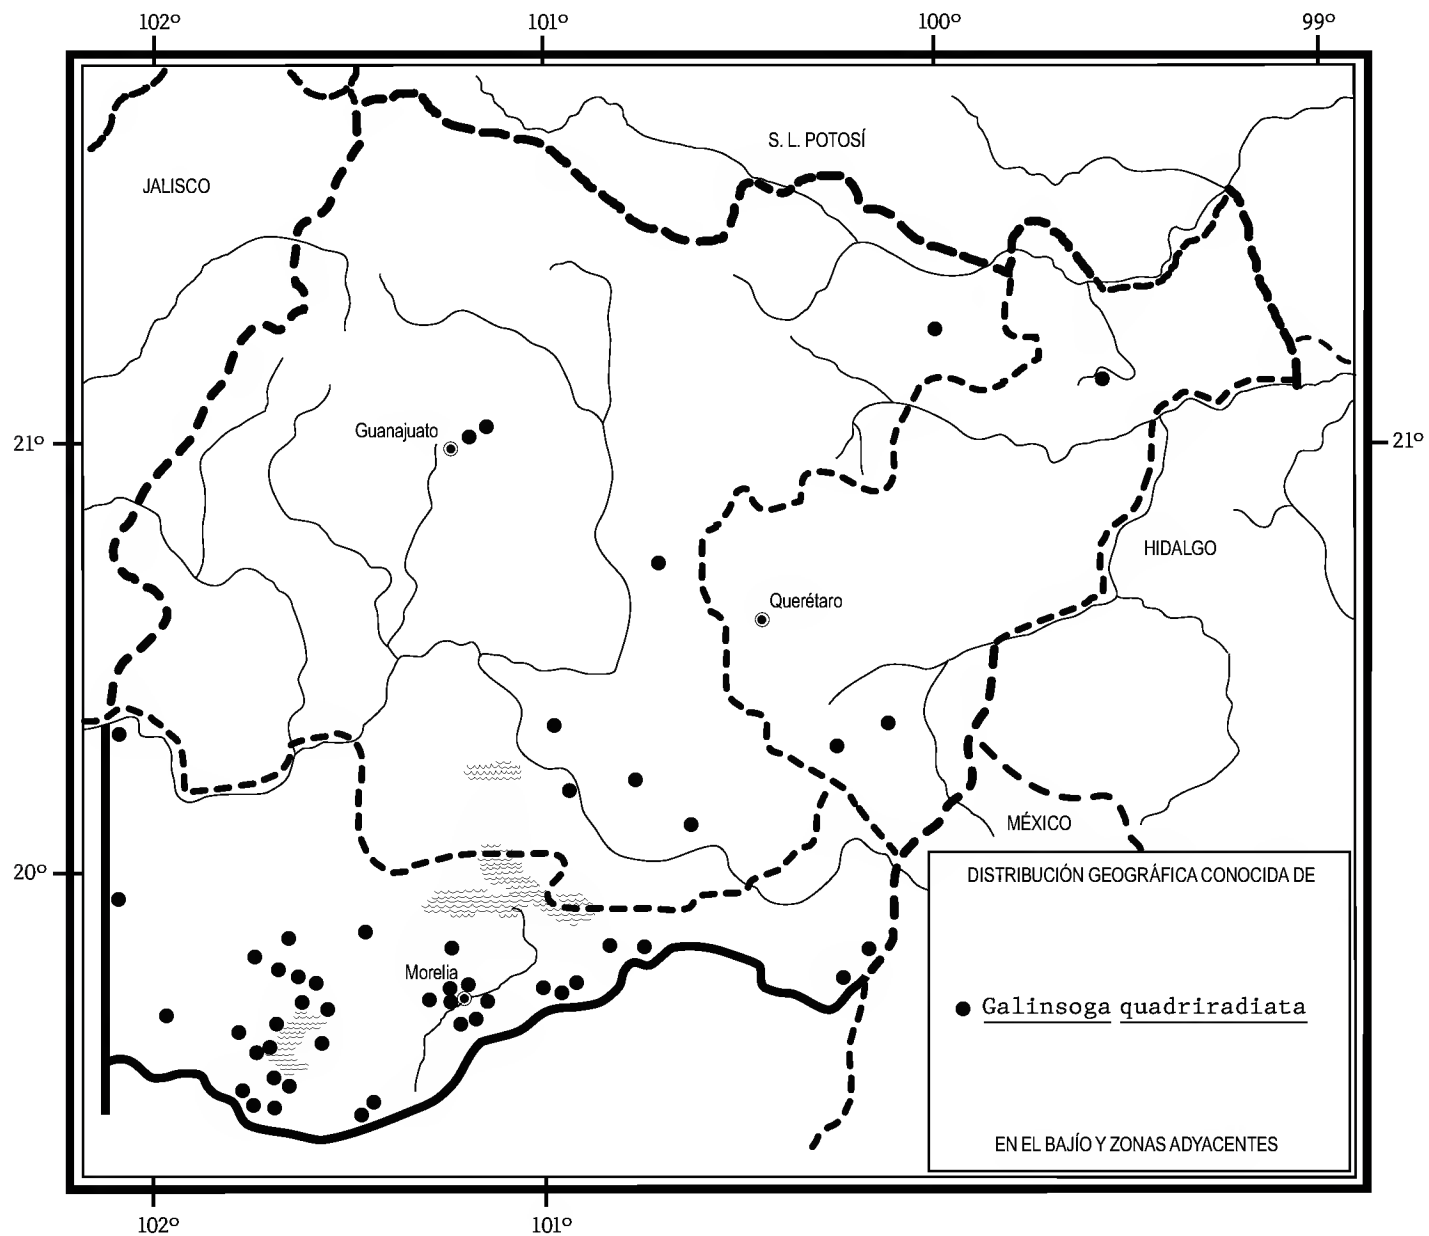 102º 101º 100º 99º
S. L. POTOSÍ
JALISCO
Guanajuato
21º 21º
HIDALGO
Querétaro
MÉXICO
20º
DISTRIBUCIÓN GEOGRÁFICA CONOCIDA DE
Morelia
Galinsoga quadriradiata
EN EL BAJÍO Y ZONAS ADYACENTES
102º 101º